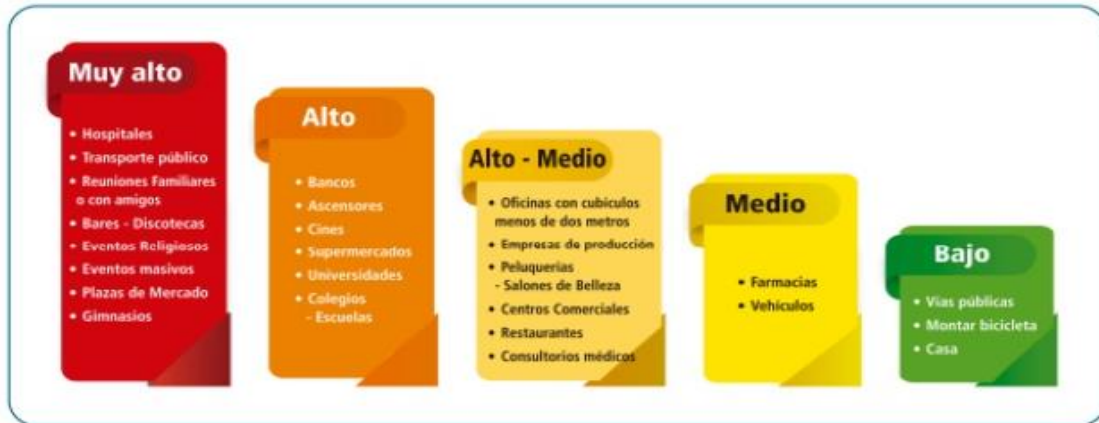 Muy alto
• Hospitales
• Transporte público
• Reuniones Familiares
o con amigos
• Bares - Discotecas
• Eventos Religiosos
• Eventos masivos
• Plazas de Mercado
• Gimnasios
Alto
• Bancos
• Ascensores
• Cines
• Supermercados
• Universidades
• Colegios
- Escuelas
Alto - Medio
• Oficinas con cubículos
menos de dos metros
• Empresas de producción
• Peluquerías
- Salones de Belleza
• Centros Comerciales
• Restaurantes
• Consultorios médicos
Medio
• Farmacias
• Vehículos
Bajo
• Vías públicas
• Montar bicicleta
• Casa